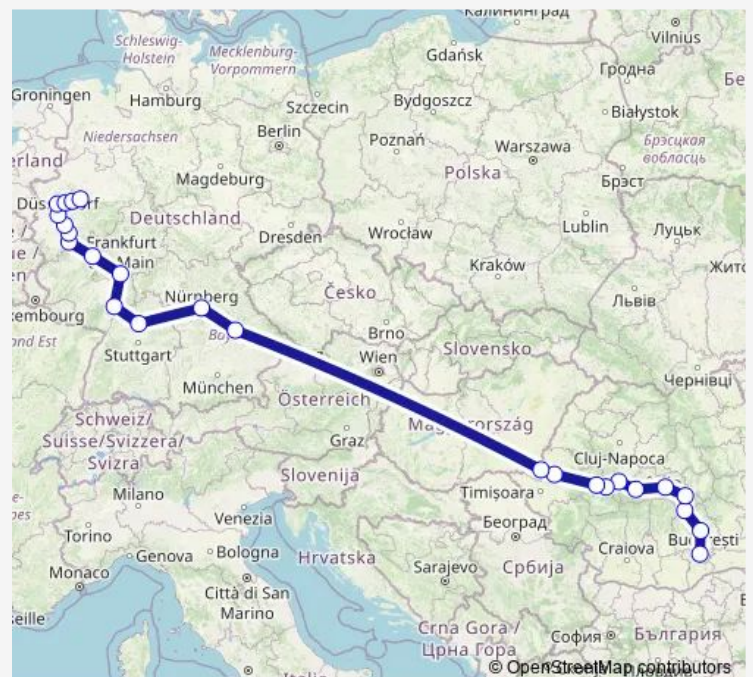 Калининград
Vilnius
Schleswig-
Holstein
Mecklenburg-
Vorpommern
Gdańsk
Гродна
Groningen
Hamburg
Szczecin
Bydgoszcz
Białystok
Niedersachsen
Berlin
Poznań
Warszawa
Брэсцкая
вобласць
erland
Magdeburg
Polska
Брэст
Deutschland
Lublin
Луцьк
Dresden
Wrocław
Frankfurt
Main
Kraków
Nürnberg
Česko
Львів
Brno
Stuttgart
Wien
Slovensko
Чернівці
München
Österreich
Schweiz/
Suisse/Svizzera/
Svizra
Graz
Cluj-Napoca
Slovenija
Timișoara
Milano
Venezia
Београд
Torino
Genova
Bologna
Hrvatska
Craiova
Monaco
Sarajevo
Србија
Città di San
Marino
Crna Gora /
Црна Гора
София
България
© OpenStreetMap contributors